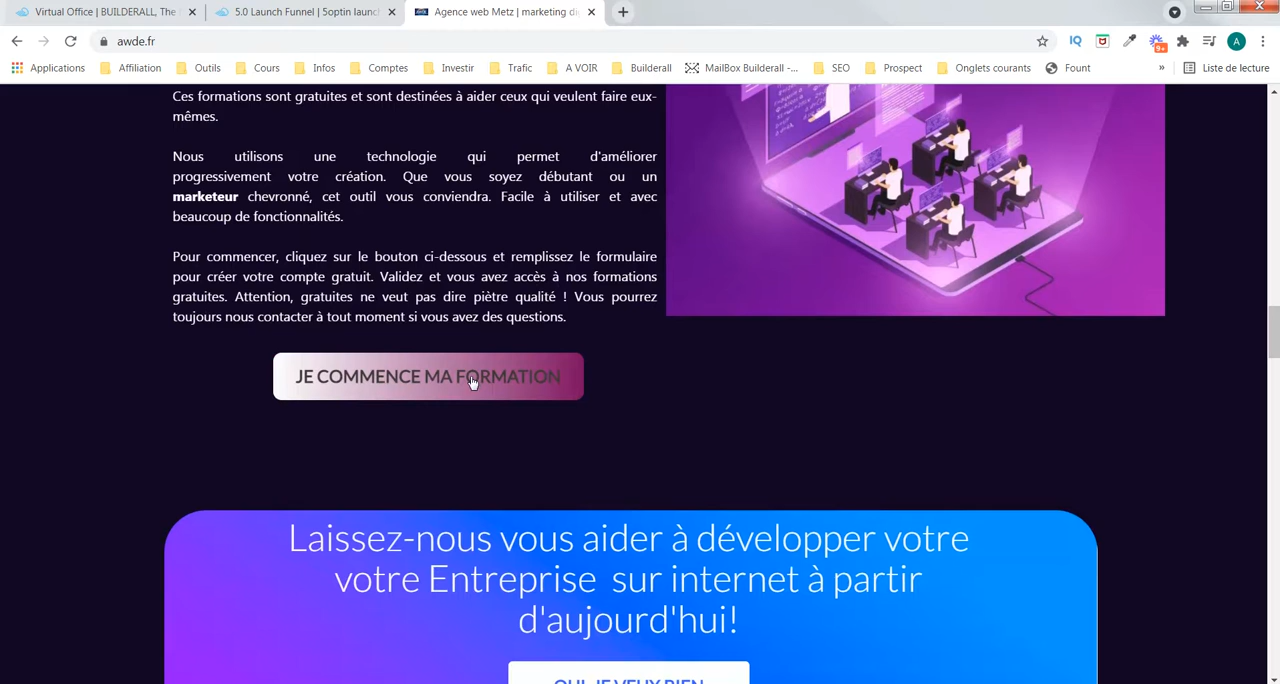 Virtual Office | BUILDERALL, The
5.0 Launch Funnel | 5optin launc
Agence web Metz | marketing di
awde.fr
IQ
9+
A
Applications
Affiliation
Outils
Cours
Infos
Comptes
Investir
Trafic
A VOIR
Builderall
MailBox Builderall -...
SEO
Prospect
Onglets courants
Fount
»
Liste de lecture
Ces formations sont gratuites et sont destinées à aider ceux qui veulent faire eux-
mêmes.
Nous utilisons une technologie qui permet d'améliorer
progressivement votre création. Que vous soyez débutant ou un
marketeur chevronné, cet outil vous conviendra. Facile à utiliser et avec
beaucoup de fonctionnalités.
Pour commencer, cliquez sur le bouton ci-dessous et remplissez le formulaire
pour créer votre compte gratuit. Validez et vous avez accès à nos formations
gratuites. Attention, gratuites ne veut pas dire piètre qualité ! Vous pourrez
toujours nous contacter à tout moment si vous avez des questions.
JE COMMENCE MA FORMATION
Laissez-nous vous aider à développer votre
votre Entreprise sur internet à partir
d'aujourd'hui!
OUI JE VEUX BIEN